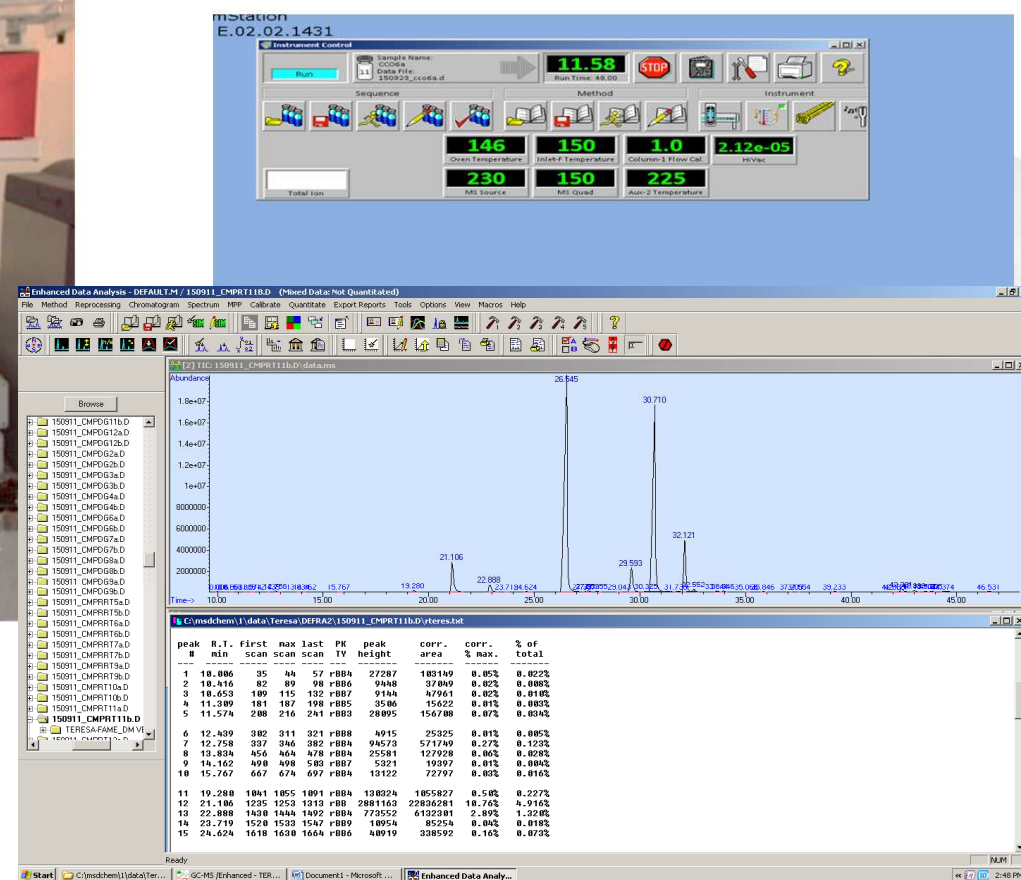 mStation
E.02.02.1431
Instrument Control
Run
Sample Name:
CCO6a
11 Data File:
150923_cco6a.d
11.58
Run Time: 48.00
STOP
Sequence Method Instrument
146 150 1.0 2.12e-05
Oven Temperature Inlet-F Temperature Column-1 Flow Cal. HiVac
230 150 225
Total Ion MS Source MS Quad Aux-2 Temperature
Enhanced Data Analysis - DEFAULT.M / 150911_CMPRT11B.D (Mixed Data: Not Quantitated)
File Method Reprocessing Chromatogram Spectrum MPP Calibrate Quantitate Export Reports Tools Options View Macros Help
[2] TIC: 150911_CMPRT11b.D\data.ms
Browse
150911_CMPDG11b.D
150911_CMPDG12a.D
150911_CMPDG12b.D
150911_CMPDG2a.D
150911_CMPDG2b.D
150911_CMPDG3a.D
150911_CMPDG3b.D
150911_CMPDG4a.D
150911_CMPDG4b.D
150911_CMPDG6a.D
150911_CMPDG6b.D
150911_CMPDG7a.D
150911_CMPDG7b.D
150911_CMPDG8a.D
150911_CMPDG8b.D
150911_CMPDG9a.D
150911_CMPDG9b.D
150911_CMPRRT5a.D
150911_CMPRRT5b.D
150911_CMPRRT6a.D
150911_CMPRRT6b.D
150911_CMPRRT7a.D
150911_CMPRRT7b.D
150911_CMPRRT9a.D
150911_CMPRRT9b.D
150911_CMPRT10a.D
150911_CMPRT10b.D
150911_CMPRT11a.D
150911_CMPRT11b.D
TERESA-FAME_DM
Abundance
1.8e+07
1.6e+07
1.4e+07
1.2e+07
1e+07
8000000
6000000
4000000
2000000
26.545
30.710
32.121
21.106
29.593
22.888
15.767 19.280 39.233 46.531
Time--> 10.00 15.00 20.00 25.00 30.00 35.00 40.00 45.00
C:\msdchem\1\data\Teresa\DEFRA2\150911_CMPRT11b.D\rteres.txt
peak R.T. first max last PK peak corr. corr. % of
# min scan scan scan TY height area % max. total
1 10.006 35 44 57 rBB4 27287 103149 0.05% 0.022%
2 10.416 82 89 98 rBB6 9448 37049 0.02% 0.008%
3 10.653 109 115 132 rBB7 9144 47961 0.02% 0.010%
4 11.309 181 187 198 rBB5 3506 15622 0.01% 0.003%
5 11.574 208 216 241 rBB3 28095 156708 0.07% 0.034%
6 12.439 302 311 321 rBB8 4915 25325 0.01% 0.005%
7 12.758 337 346 382 rBB4 94573 571749 0.27% 0.123%
8 13.834 456 464 478 rBB4 25581 127928 0.06% 0.028%
9 14.162 490 498 503 rBB7 5321 19397 0.01% 0.004%
10 15.767 667 674 697 rBB4 13122 72797 0.03% 0.016%
11 19.280 1041 1055 1091 rBB4 130324 1055827 0.50% 0.227%
12 21.106 1235 1253 1313 rBB 2881163 22836281 10.76% 4.916%
13 22.888 1430 1444 1492 rBB4 773552 6132301 2.89% 1.320%
14 23.719 1520 1533 1547 rBB9 10954 85254 0.04% 0.018%
15 24.624 1618 1630 1664 rBB6 40919 338592 0.16% 0.073%
Ready NUM
Start C:\msdchem\1\data\Ter... GC-MS /Enhanced - TER... Document1 - Microsoft ... Enhanced Data Analy... 2:48 PM